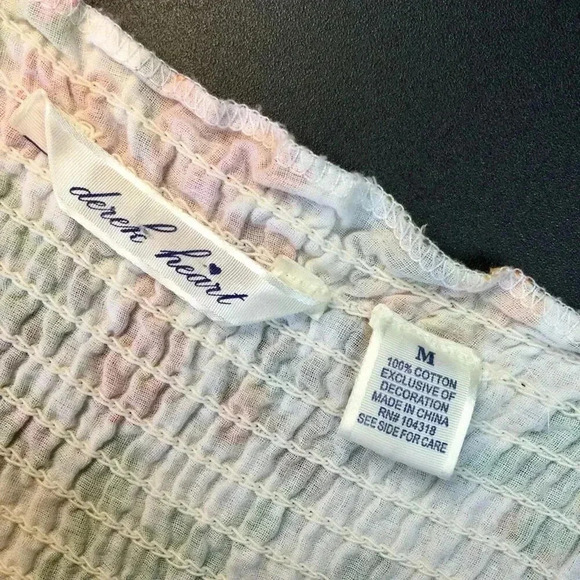 derek heart
M
100% COTTON
EXCLUSIVE OF
DECORATION
MADE IN CHINA
RN# 104318
SEE SIDE FOR CARE